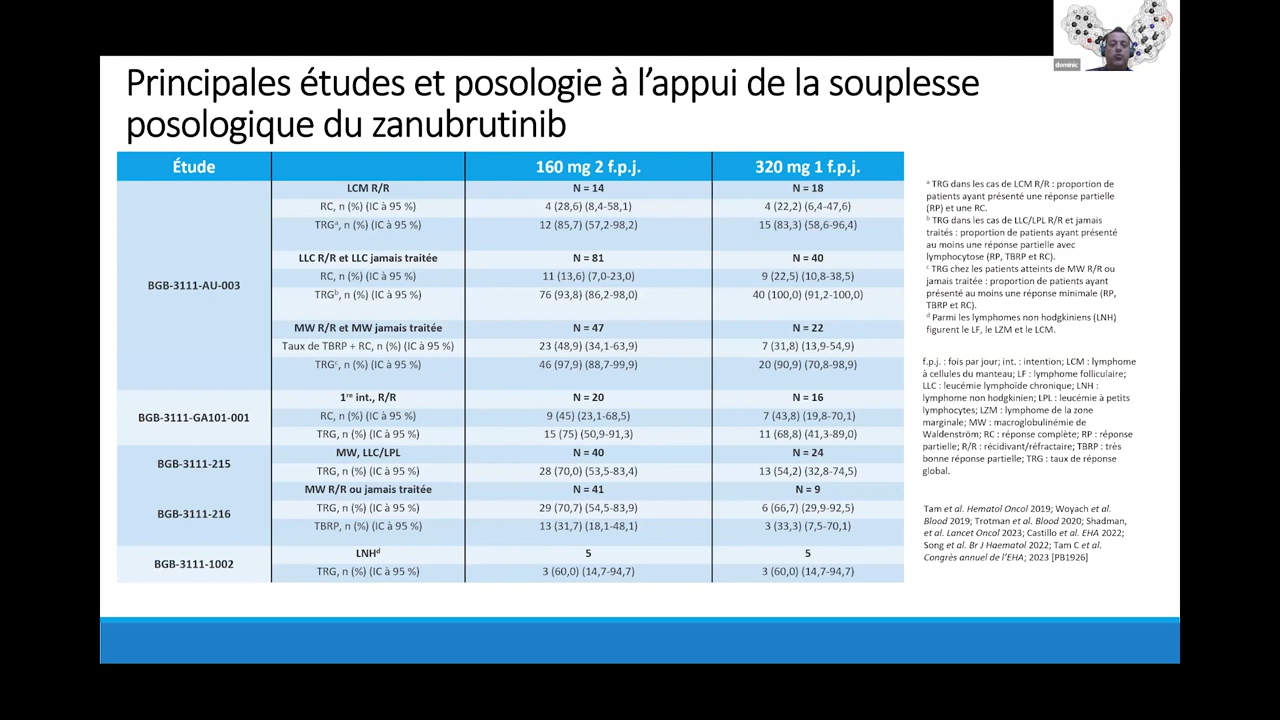 dominic
Principales études et posologie à l’appui de la souplesse
posologique du zanubrutinib
Étude 160 mg 2 f.p.j. 320 mg 1 f.p.j.
BGB-3111-AU-003
LCM R/R N = 14 N = 18
RC, n (%) (IC à 95 %) 4 (28,6) (8,4-58,1) 4 (22,2) (6,4-47,6)
TRGᵃ, n (%) (IC à 95 %) 12 (85,7) (57,2-98,2) 15 (83,3) (58,6-96,4)
LLC R/R et LLC jamais traitée N = 81 N = 40
RC, n (%) (IC à 95 %) 11 (13,6) (7,0-23,0) 9 (22,5) (10,8-38,5)
TRGᵇ, n (%) (IC à 95 %) 76 (93,8) (86,2-98,0) 40 (100,0) (91,2-100,0)
MW R/R et MW jamais traitée N = 47 N = 22
Taux de TBRP + RC, n (%) (IC à 95 %) 23 (48,9) (34,1-63,9) 7 (31,8) (13,9-54,9)
TRGᶜ, n (%) (IC à 95 %) 46 (97,9) (88,7-99,9) 20 (90,9) (70,8-98,9)
BGB-3111-GA101-001
1ʳᵉ int., R/R N = 20 N = 16
RC, n (%) (IC à 95 %) 9 (45) (23,1-68,5) 7 (43,8) (19,8-70,1)
TRG, n (%) (IC à 95 %) 15 (75) (50,9-91,3) 11 (68,8) (41,3-89,0)
BGB-3111-215
MW, LLC/LPL N = 40 N = 24
TRG, n (%) (IC à 95 %) 28 (70,0) (53,5-83,4) 13 (54,2) (32,8-74,5)
BGB-3111-216
MW R/R ou jamais traitée N = 41 N = 9
TRG, n (%) (IC à 95 %) 29 (70,7) (54,5-83,9) 6 (66,7) (29,9-92,5)
TBRP, n (%) (IC à 95 %) 13 (31,7) (18,1-48,1) 3 (33,3) (7,5-70,1)
BGB-3111-1002
LNHᵈ 5 5
TRG, n (%) (IC à 95 %) 3 (60,0) (14,7-94,7) 3 (60,0) (14,7-94,7)
ᵃ TRG dans les cas de LCM R/R : proportion de
patients ayant présenté une réponse partielle
(RP) et une RC.
ᵇ TRG dans les cas de LLC/LPL R/R et jamais
traités : proportion de patients ayant présenté
au moins une réponse partielle avec
lymphocytose (RP, TBRP et RC).
ᶜ TRG chez les patients atteints de MW R/R ou
jamais traitée : proportion de patients ayant
présenté au moins une réponse minimale (RP,
TBRP et RC).
ᵈ Parmi les lymphomes non hodgkiniens (LNH)
figurent le LF, le LZM et le LCM.
f.p.j. : fois par jour; int. : intention; LCM : lymphome
à cellules du manteau; LF : lymphome folliculaire;
LLC : leucémie lymphoïde chronique; LNH :
lymphome non hodgkinien; LPL : leucémie à petits
lymphocytes; LZM : lymphome de la zone
marginale; MW : macroglobulinémie de
Waldenström; RC : réponse complète; RP : réponse
partielle; R/R : récidivant/réfractaire; TBRP : très
bonne réponse partielle; TRG : taux de réponse
global.
Tam et al. Hematol Oncol 2019; Woyach et al.
Blood 2019; Trotman et al. Blood 2020; Shadman,
et al. Lancet Oncol 2023; Castillo et al. EHA 2022;
Song et al. Br J Haematol 2022; Tam C et al.
Congrès annuel de l’EHA; 2023 [PB1926]